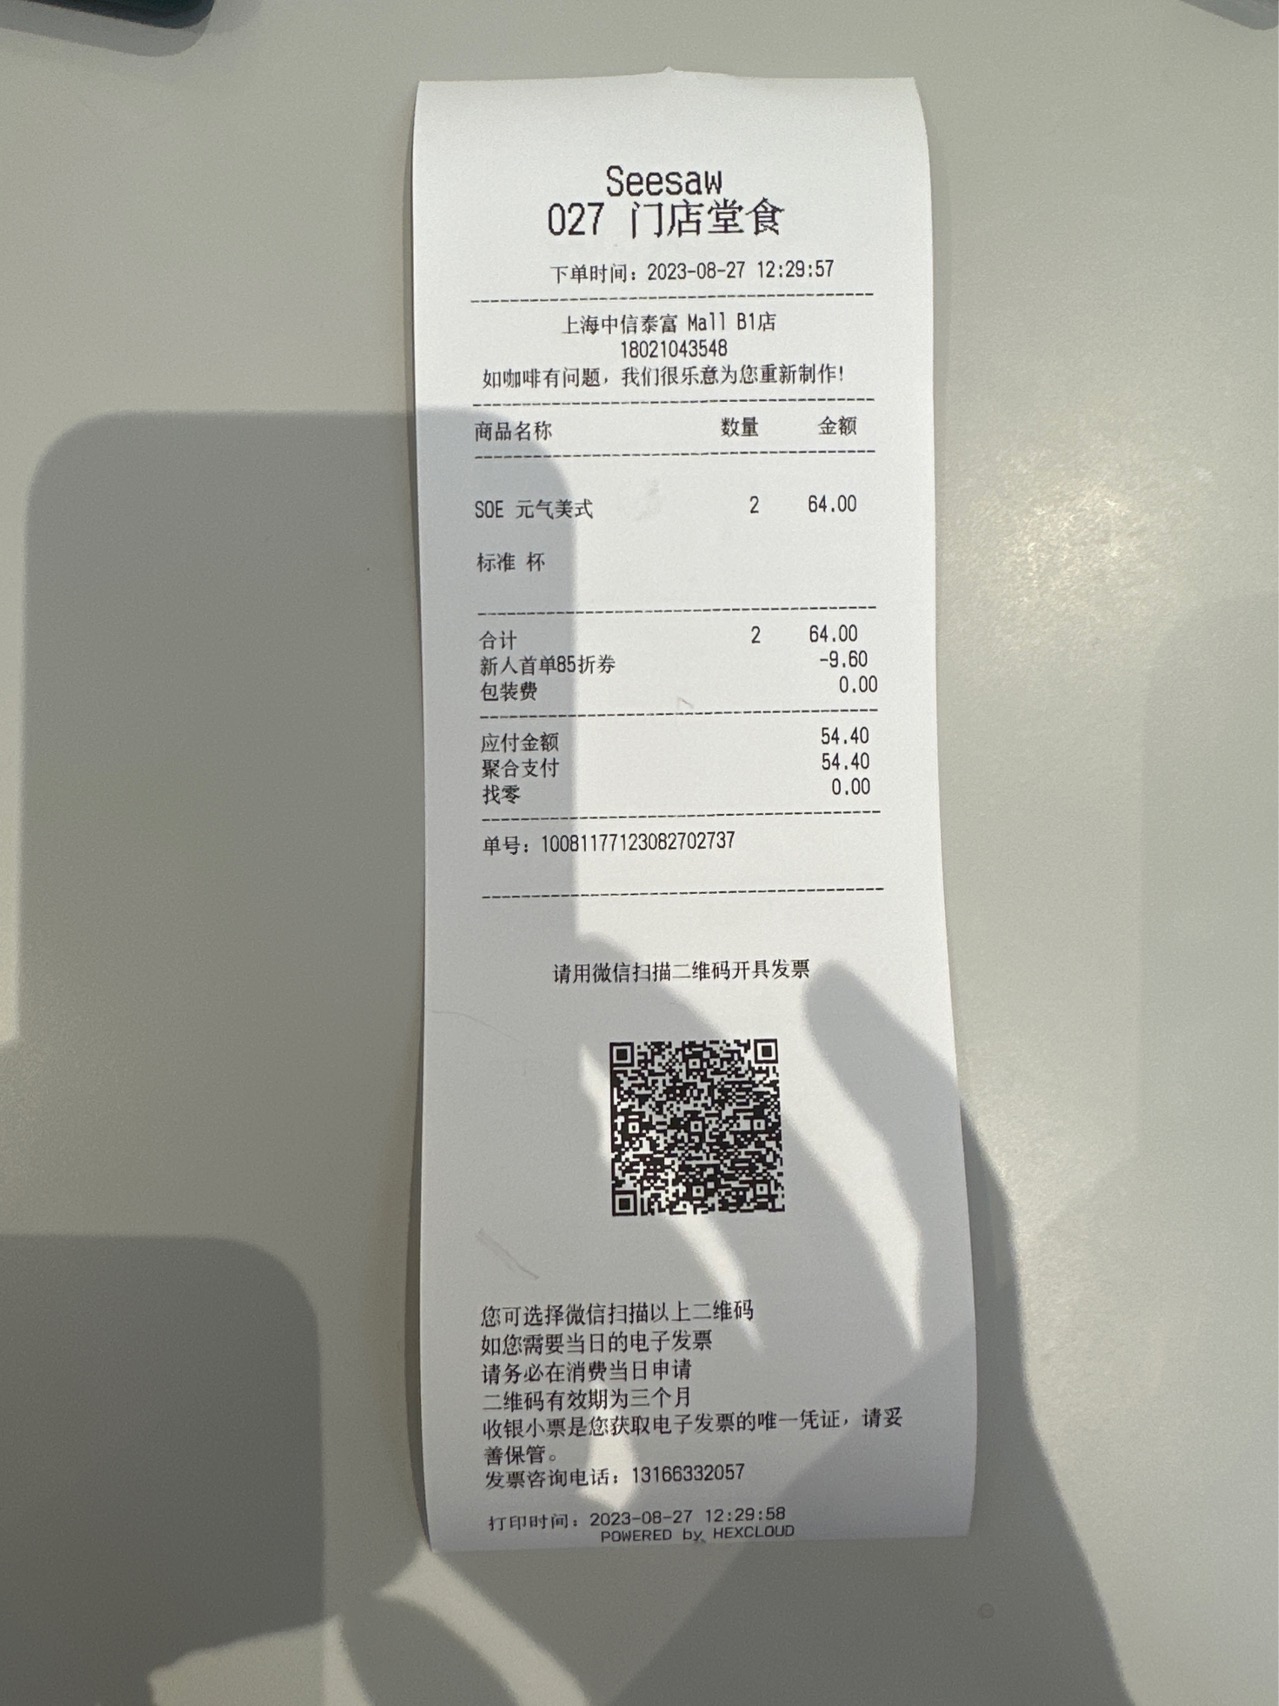 Seesaw
027 门店堂食
下单时间：2023-08-27 12:29:57
上海中信泰富 Mall B1店
18021043548
如咖啡有问题，我们很乐意为您重新制作!
商品名称 数量 金额
SOE 元气美式 2 64.00
标准 杯
合计 2 64.00
新人首单85折券 -9.60
包装费 0.00
应付金额 54.40
聚合支付 54.40
找零 0.00
单号：10081177123082702737
请用微信扫描二维码开具发票
您可选择微信扫描以上二维码
如您需要当日的电子发票
请务必在消费当日申请
二维码有效期为三个月
收银小票是您获取电子发票的唯一凭证，请妥
善保管。
发票咨询电话：13166332057
打印时间：2023-08-27 12:29:58
POWERED by HEXCLOUD